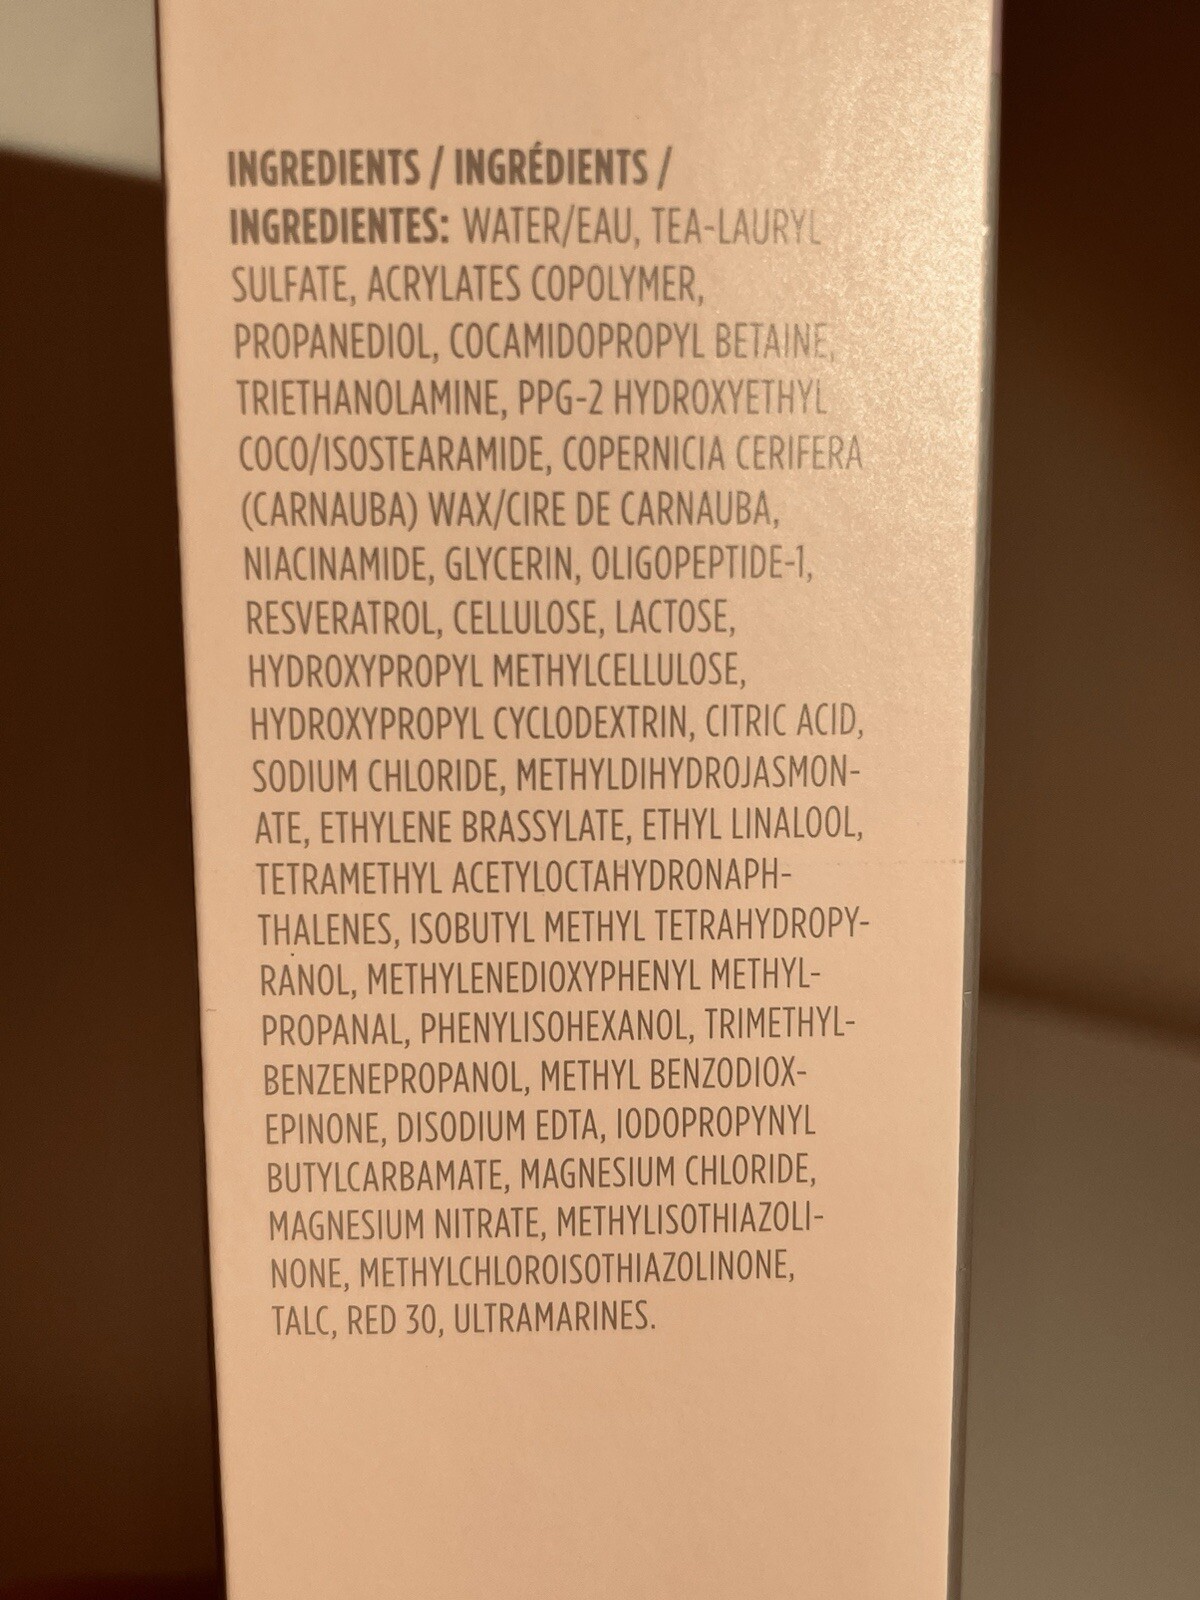 INGREDIENTS / INGRÉDIENTS /
INGREDIENTES: WATER/EAU, TEA-LAURYL
SULFATE, ACRYLATES COPOLYMER,
PROPANEDIOL, COCAMIDOPROPYL BETAINE,
TRIETHANOLAMINE, PPG-2 HYDROXYETHYL
COCO/ISOSTEARAMIDE, COPERNICIA CERIFERA
(CARNAUBA) WAX/CIRE DE CARNAUBA,
NIACINAMIDE, GLYCERIN, OLIGOPEPTIDE-1,
RESVERATROL, CELLULOSE, LACTOSE,
HYDROXYPROPYL METHYLCELLULOSE,
HYDROXYPROPYL CYCLODEXTRIN, CITRIC ACID,
SODIUM CHLORIDE, METHYLDIHYDROJASMON-
ATE, ETHYLENE BRASSYLATE, ETHYL LINALOOL,
TETRAMETHYL ACETYLOCTAHYDRONAPH-
THALENES, ISOBUTYL METHYL TETRAHYDROPY-
RANOL, METHYLENEDIOXYPHENYL METHYL-
PROPANAL, PHENYLISOHEXANOL, TRIMETHYL-
BENZENEPROPANOL, METHYL BENZODIOX-
EPINONE, DISODIUM EDTA, IODOPROPYNYL
BUTYLCARBAMATE, MAGNESIUM CHLORIDE,
MAGNESIUM NITRATE, METHYLISOTHIAZOLI-
NONE, METHYLCHLOROISOTHIAZOLINONE,
TALC, RED 30, ULTRAMARINES.